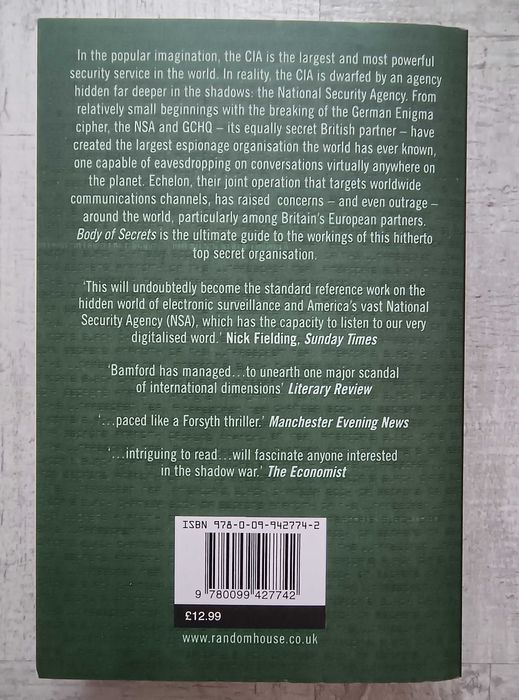 In the popular imagination, the CIA is the largest and most powerful
security service in the world. In reality, the CIA is dwarfed by an agency
hidden far deeper in the shadows: the National Security Agency. From
relatively small beginnings with the breaking of the German Enigma
cipher, the NSA and GCHQ – its equally secret British partner – have
created the largest espionage organisation the world has ever known,
one capable of eavesdropping on conversations virtually anywhere on
the planet. Echelon, their joint operation that targets worldwide
communications channels, has raised concerns – and even outrage –
around the world, particularly among Britain's European partners.
Body of Secrets is the ultimate guide to the workings of this hitherto
top secret organisation.
'This will undoubtedly become the standard reference work on the
hidden world of electronic surveillance and America's vast National
Security Agency (NSA), which has the capacity to listen to our very
digitalised word.' Nick Fielding, Sunday Times
'Bamford has managed...to unearth one major scandal
of international dimensions' Literary Review
'...paced like a Forsyth thriller.' Manchester Evening News
'...intriguing to read...will fascinate anyone interested
in the shadow war.' The Economist
ISBN 978-0-09-942774-2
9 780099 427742
£12.99
www.randomhouse.co.uk